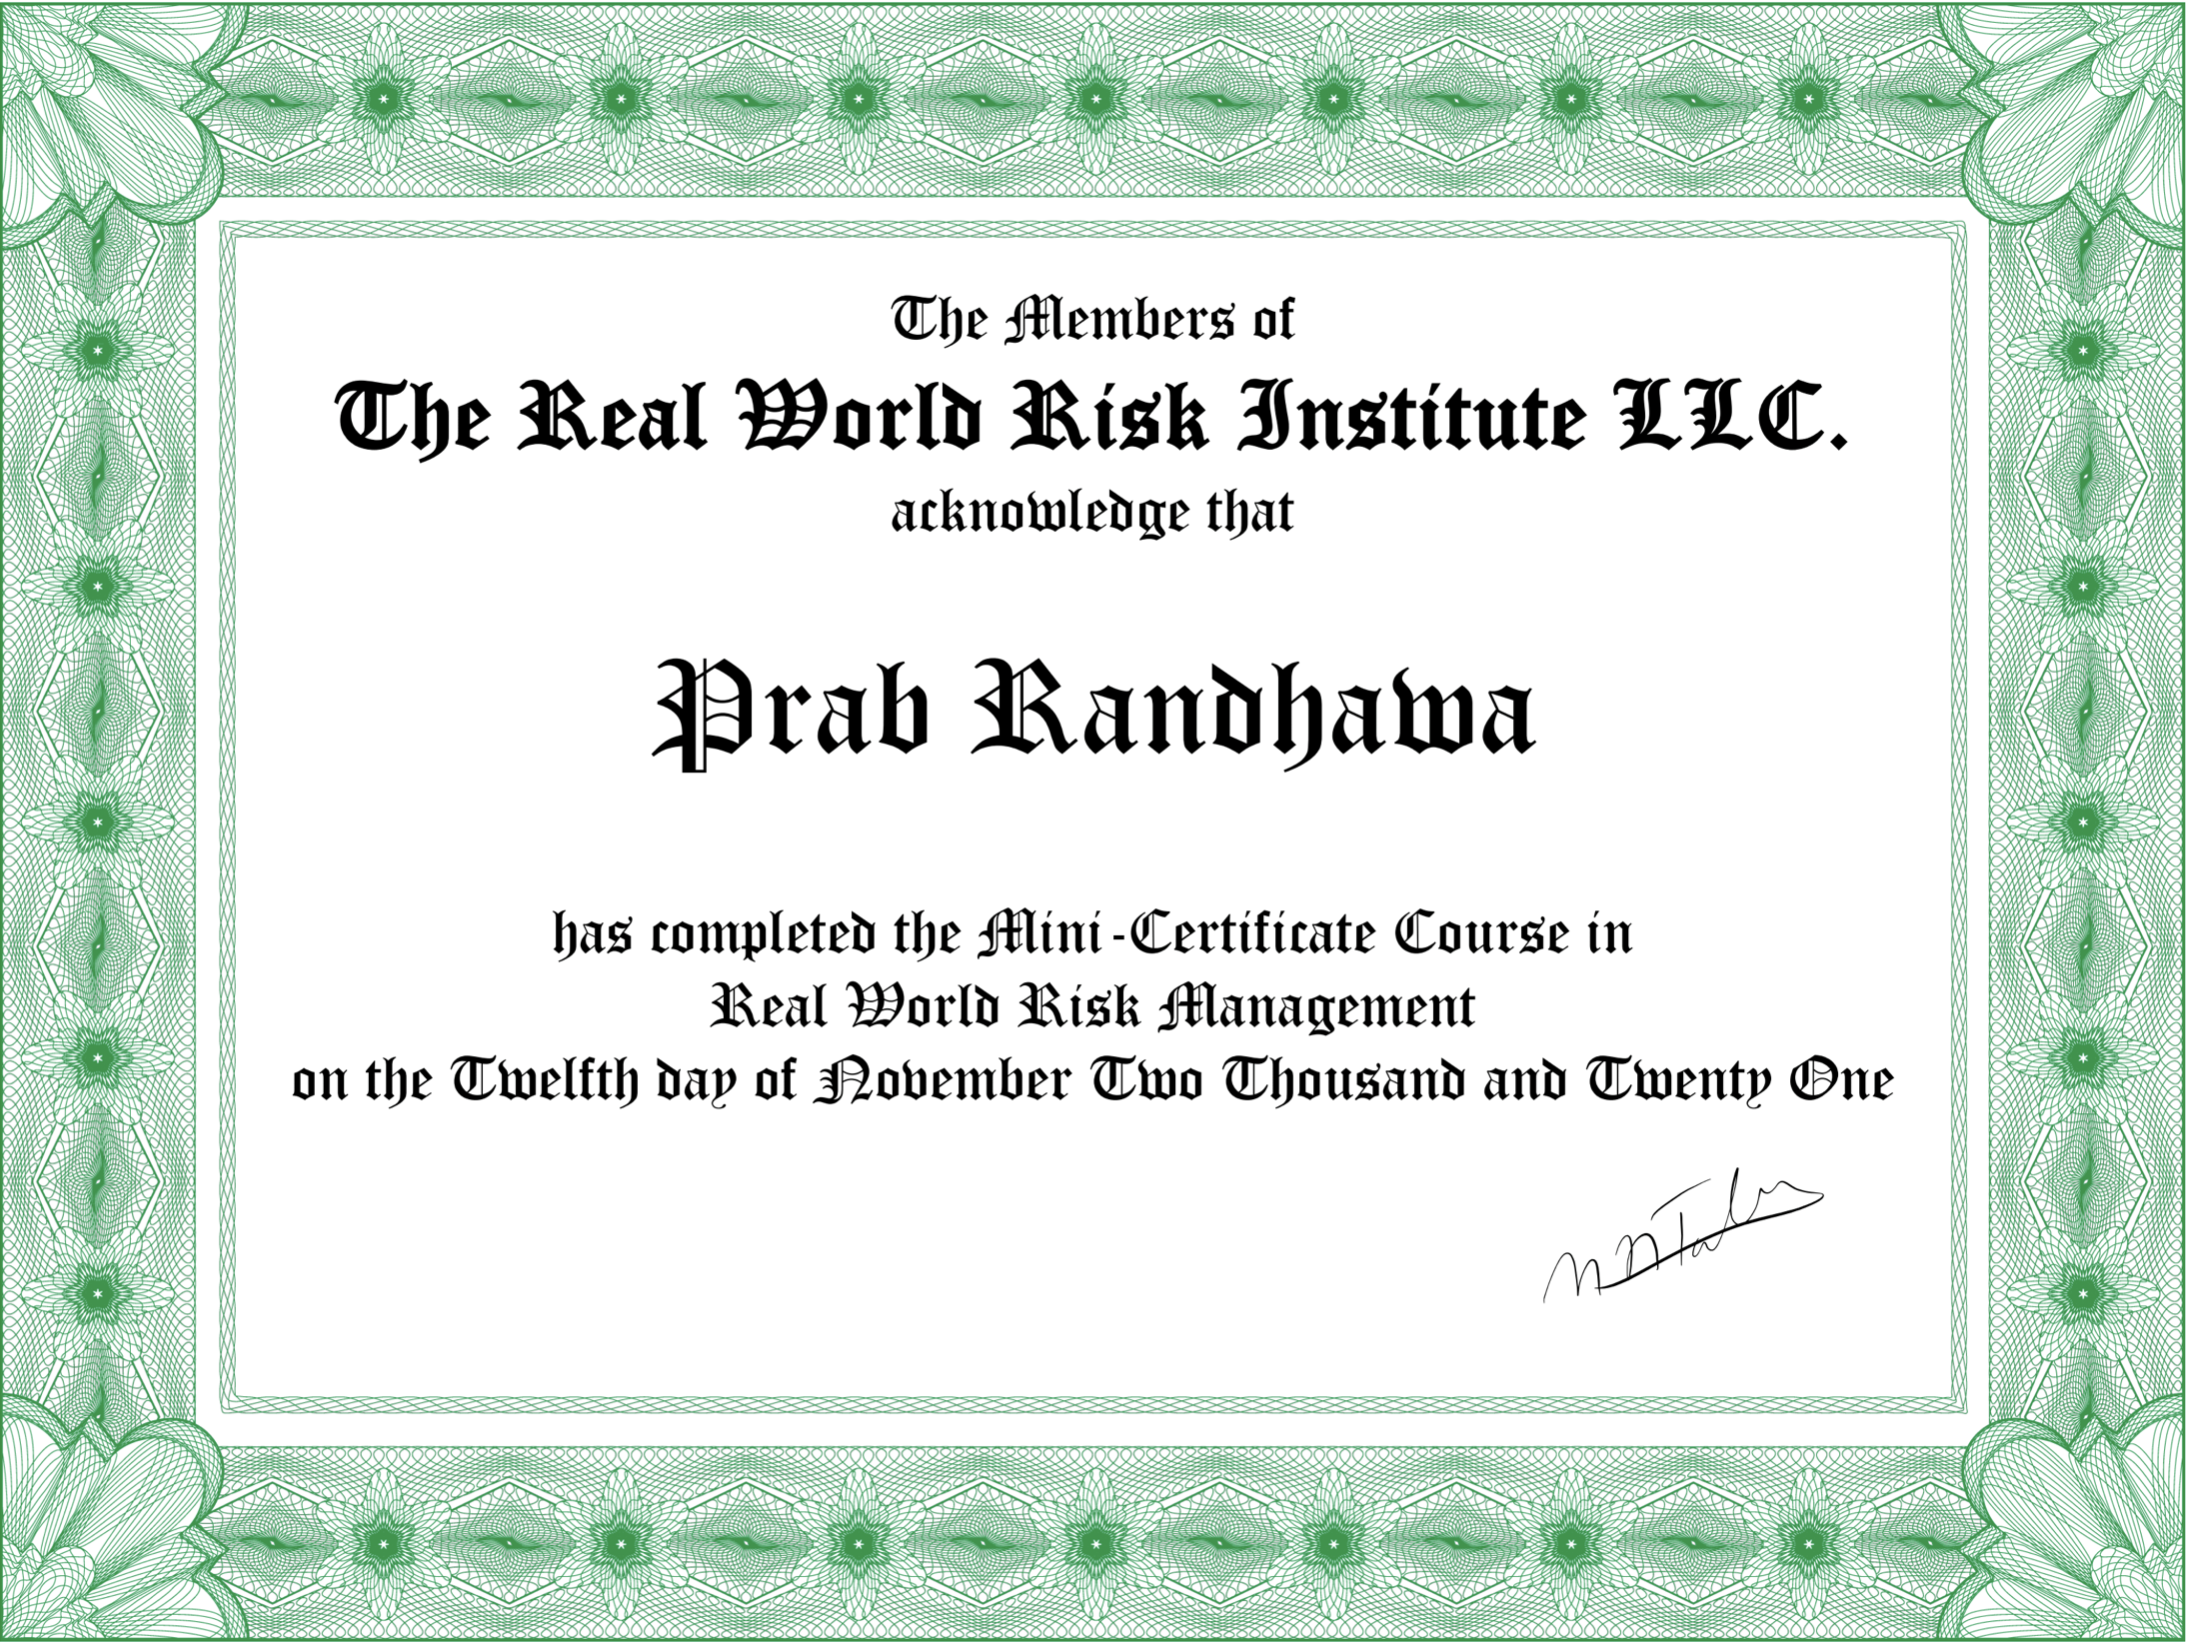 The Members of
The Real World Risk Institute LLC.
acknowledge that
Prab Randhawa
has completed the Mini-Certificate Course in
Real World Risk Management
on the Twelfth day of November Two Thousand and Twenty One